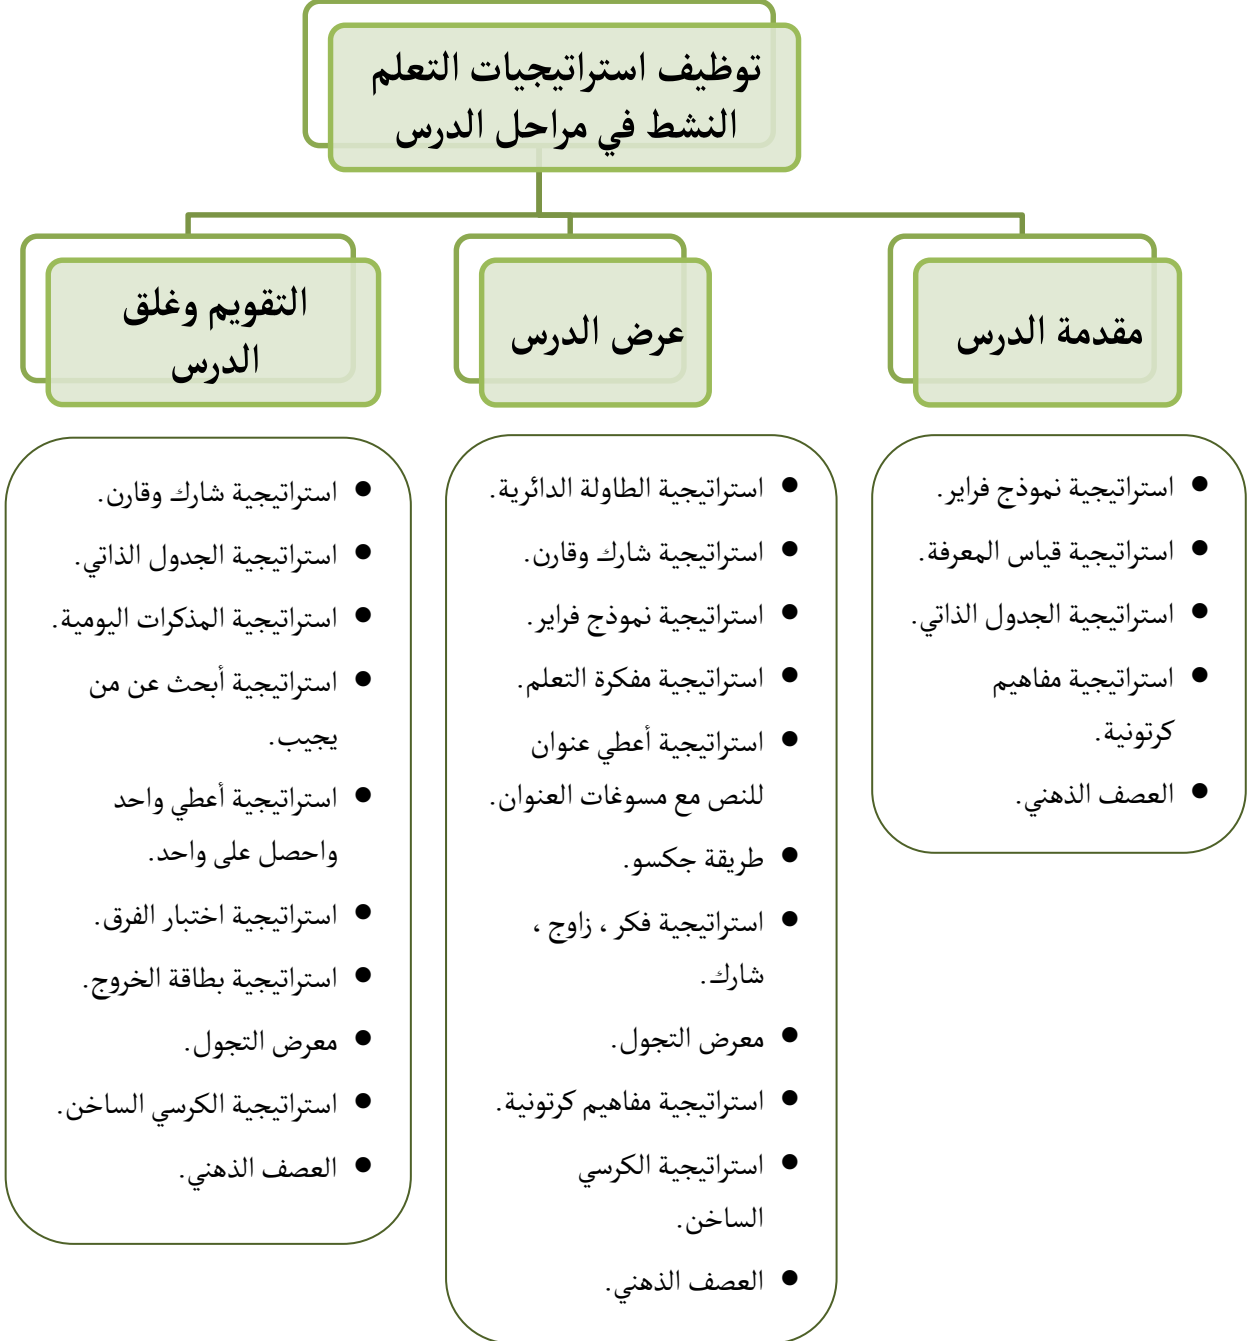 توظيف استراتيجيات التعلم
النشط في مراحل الدرس
مقدمة الدرس
● استراتيجية نموذج فراير.
● استراتيجية قياس المعرفة.
● استراتيجية الجدول الذاتي.
● استراتيجية مفاهيم
كرتونية.
● العصف الذهني.
عرض الدرس
● استراتيجية الطاولة الدائرية.
● استراتيجية شارك وقارن.
● استراتيجية نموذج فراير.
● استراتيجية مفكرة التعلم.
● استراتيجية أعطي عنوان
للنص مع مسوغات العنوان.
● طريقة جكسو.
● استراتيجية فكر ، زاوج ،
شارك.
● معرض التجول.
● استراتيجية مفاهيم كرتونية.
● استراتيجية الكرسي
الساخن.
● العصف الذهني.
التقويم وغلق
الدرس
● استراتيجية شارك وقارن.
● استراتيجية الجدول الذاتي.
● استراتيجية المذكرات اليومية.
● استراتيجية أبحث عن من
يجيب.
● استراتيجية أعطي واحد
واحصل على واحد.
● استراتيجية اختبار الفرق.
● استراتيجية بطاقة الخروج.
● معرض التجول.
● استراتيجية الكرسي الساخن.
● العصف الذهني.